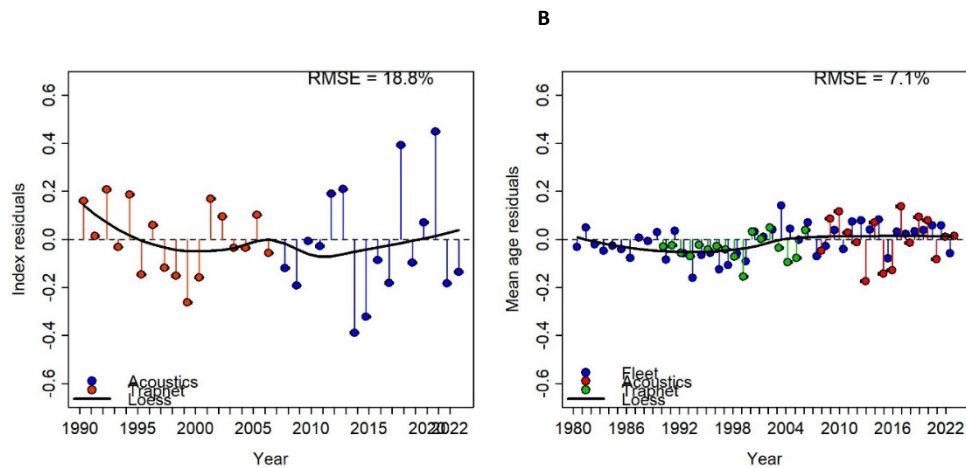 B
RMSE = 18.8%
Index residuals
0.6
0.4
0.2
0.0
-0.2
-0.4
-0.6
Acoustics
Trapnet
Loess
1990 1995 2000 2005 2010 2015 2020 2022
Year
RMSE = 7.1%
Mean age residuals
0.6
0.4
0.2
0.0
-0.2
-0.4
-0.6
Fleet
Acoustics
Trapnet
Loess
1980 1986 1992 1998 2004 2010 2016 2022
Year